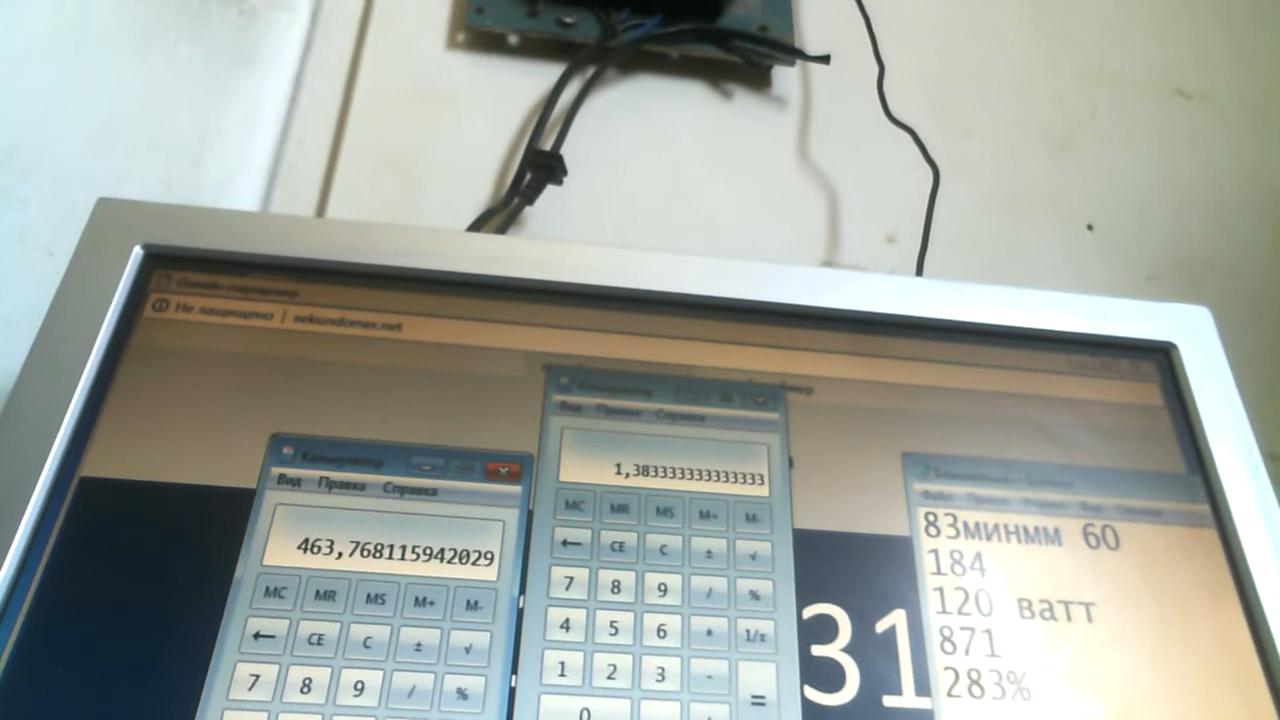 Не защищено | sekundomer.net
Калькулятор
Вид Правка Справка
463,768115942029
MC MR MS M+ M-
← CE C ± √
7 8 9 / %
Вид Правка Справка
1,383333333333333
MC MR MS M+ M-
← CE C ± √
7 8 9 / %
4 5 6 * 1/x
1 2 3 - =
0
31
83минмм 60
184
120 ватт
871
283%